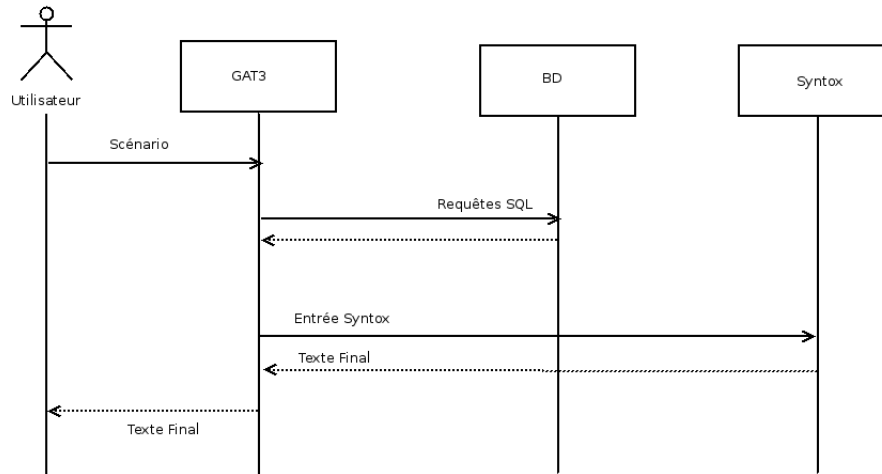 GAT3
BD
Syntox
Utilisateur
Scénario
Requêtes SQL
Entrée Syntox
Texte Final
Texte Final